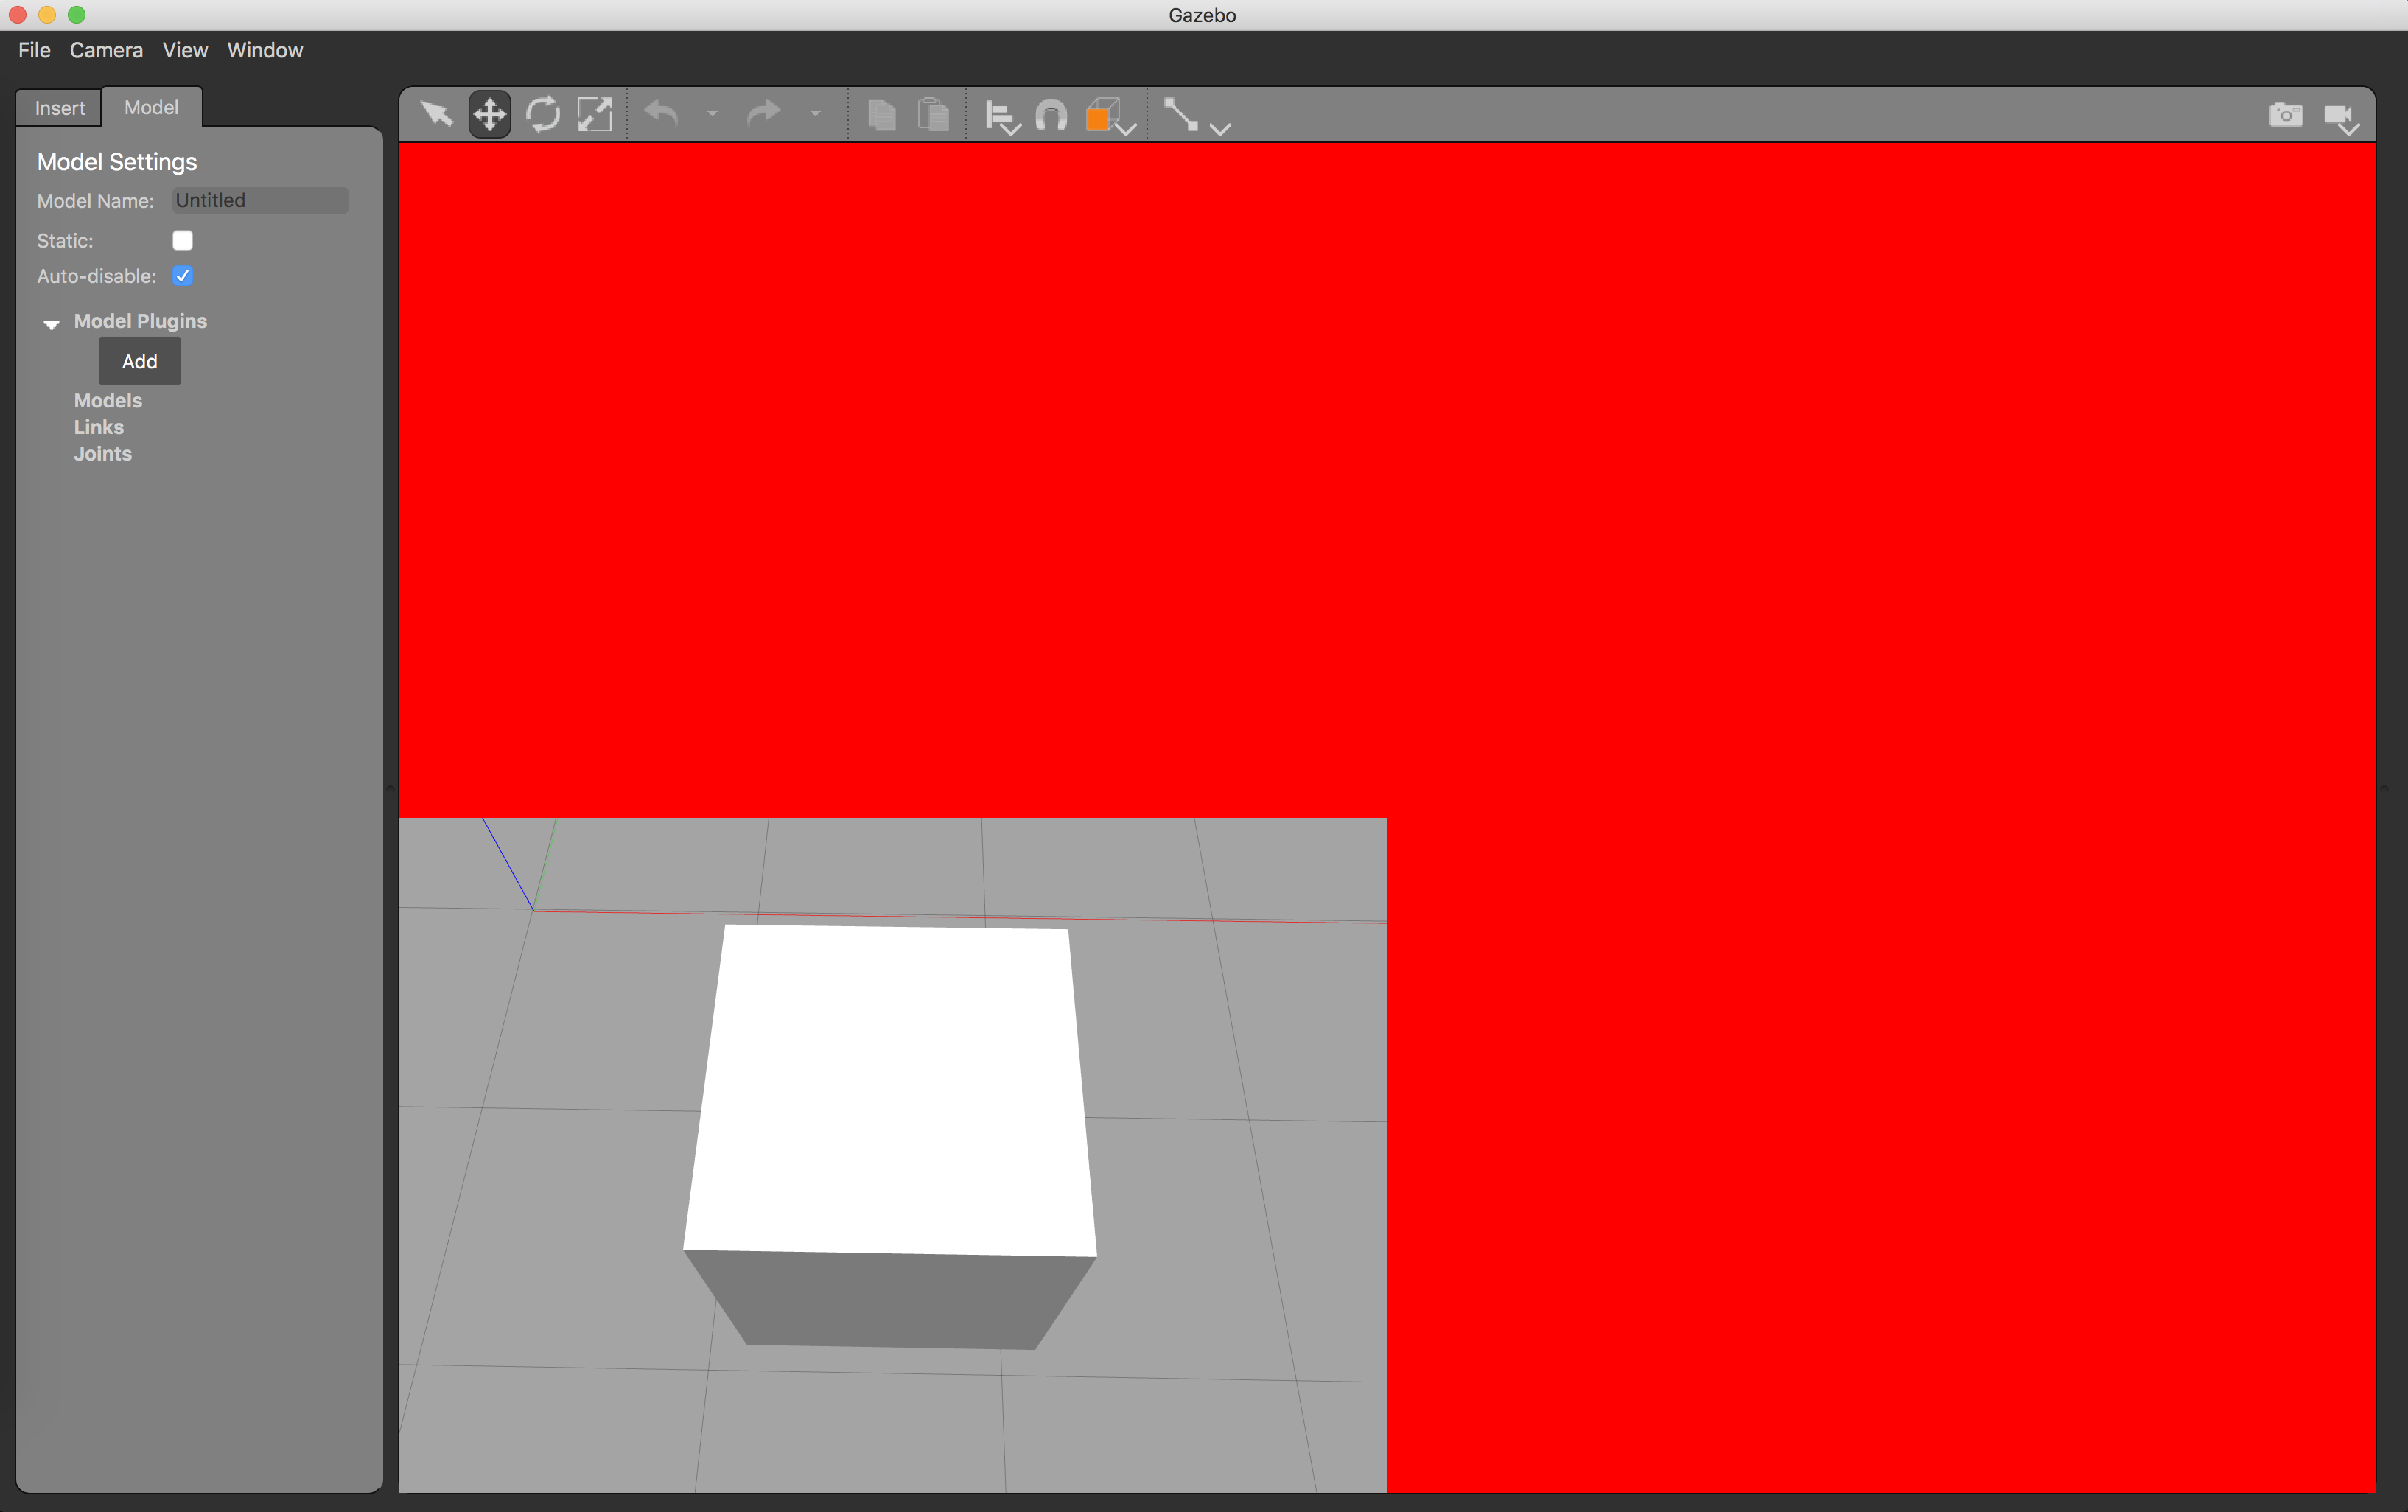 Gazebo
File Camera View Window
Insert Model
Model Settings
Model Name: Untitled
Static:
Auto-disable:
Model Plugins
Add
Models
Links
Joints